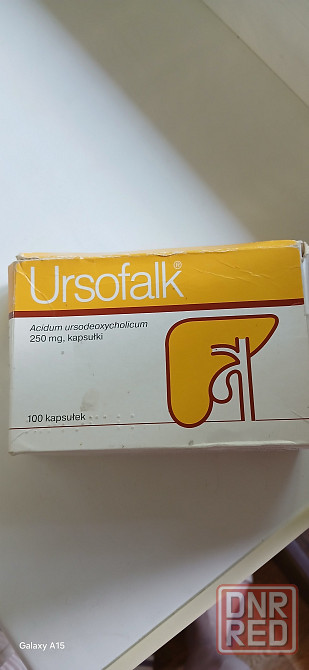 Ursofalk®
Acidum ursodeoxycholicum
250 mg, kapsułki
100 kapsułek
Galaxy A15
DNR
RED